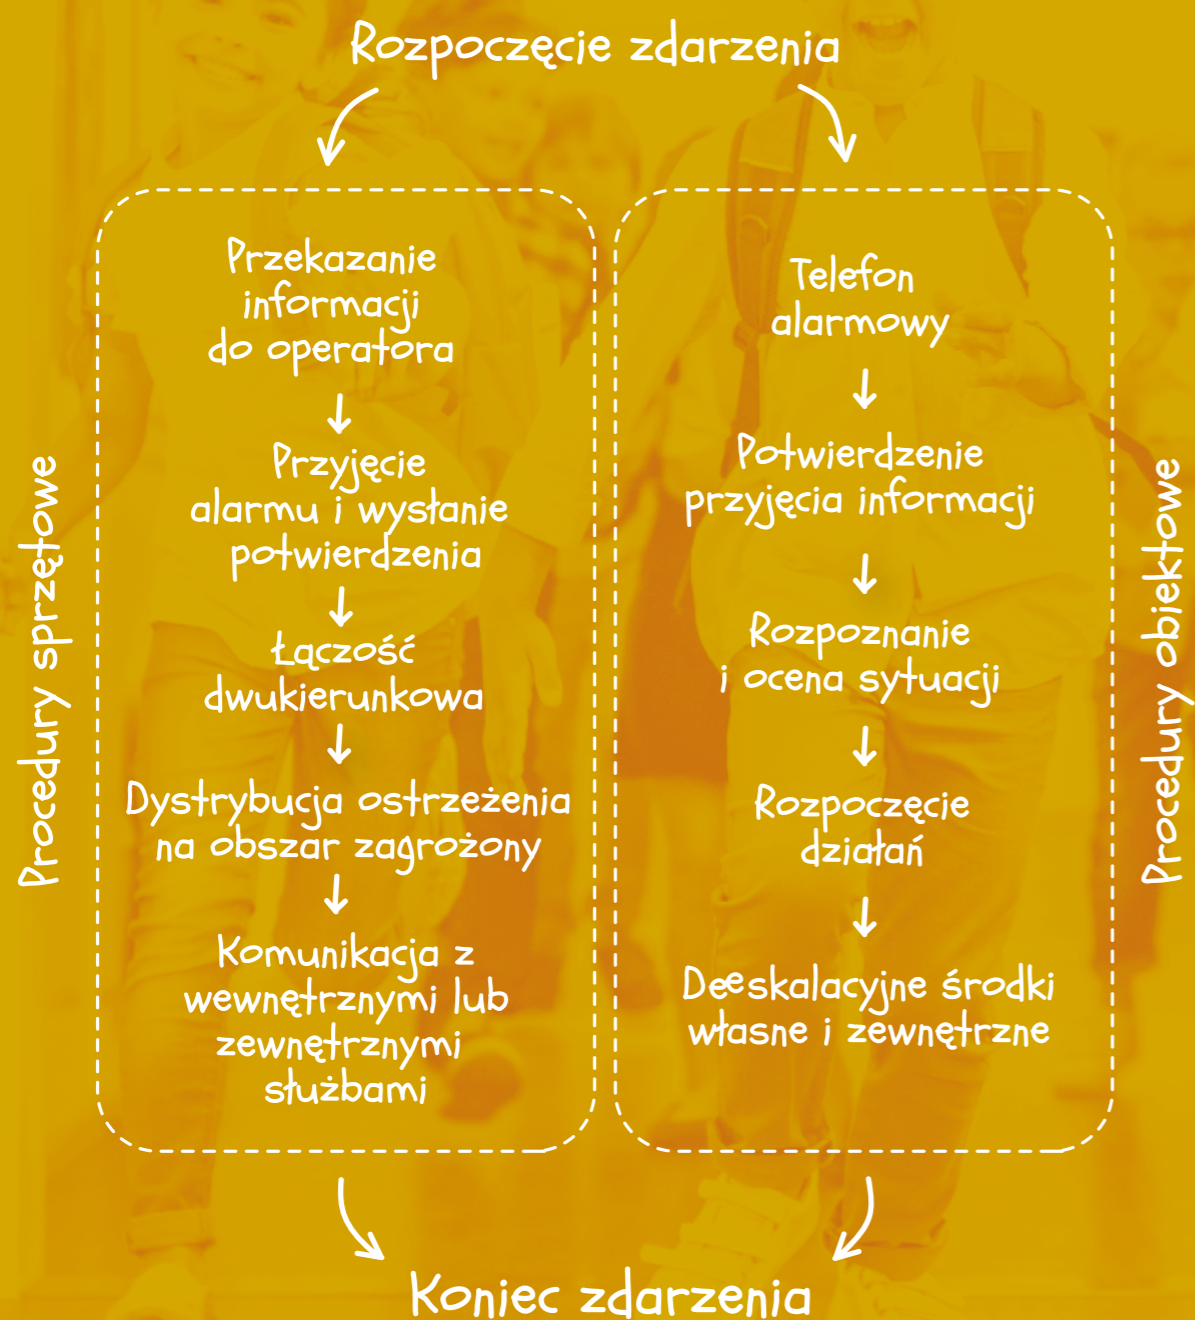 Rozpoczęcie zdarzenia
Procedury sprzętowe
Przekazanie
informacji
do operatora
Przyjęcie
alarmu i wysłanie
potwierdzenia
Łączość
dwukierunkowa
Dystrybucja ostrzeżenia
na obszar zagrożony
Komunikacja z
wewnętrznymi lub
zewnętrznymi
służbami
Telefon
alarmowy
Potwierdzenie
przyjęcia informacji
Rozpoznanie
i ocena sytuacji
Rozpoczęcie
działań
Deeskalacyjne środki
własne i zewnętrzne
Procedury obiektowe
Koniec zdarzenia